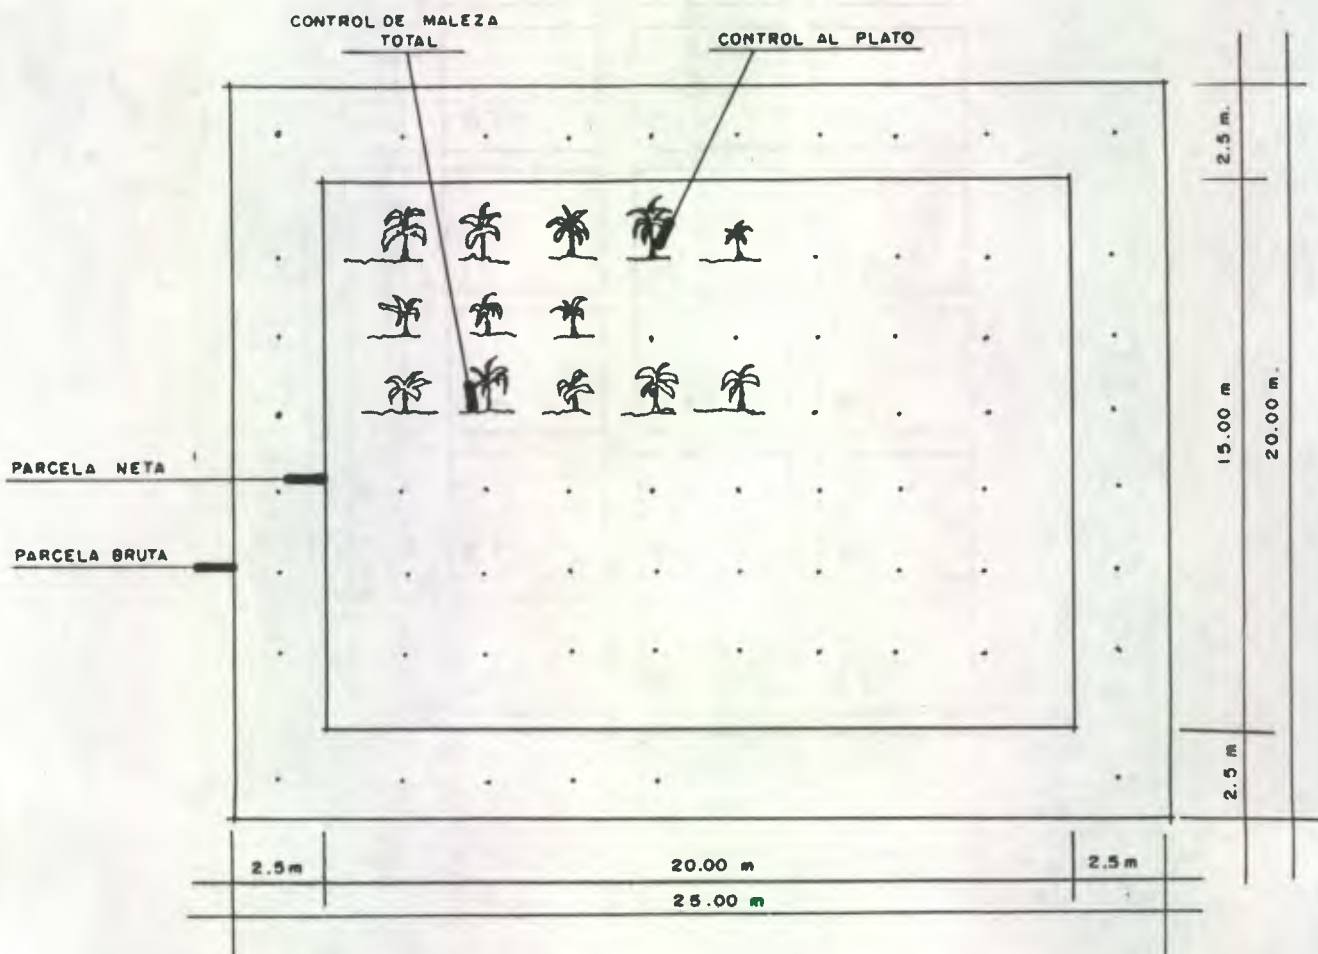 CONTROL DE MALEZA
TOTAL
CONTROL AL PLATO
2.5 m.
PARCELA NETA
PARCELA BRUTA
15.00 m
20.00 m.
2.5 m
2.5m
20.00 m
2.5m
25.00 m